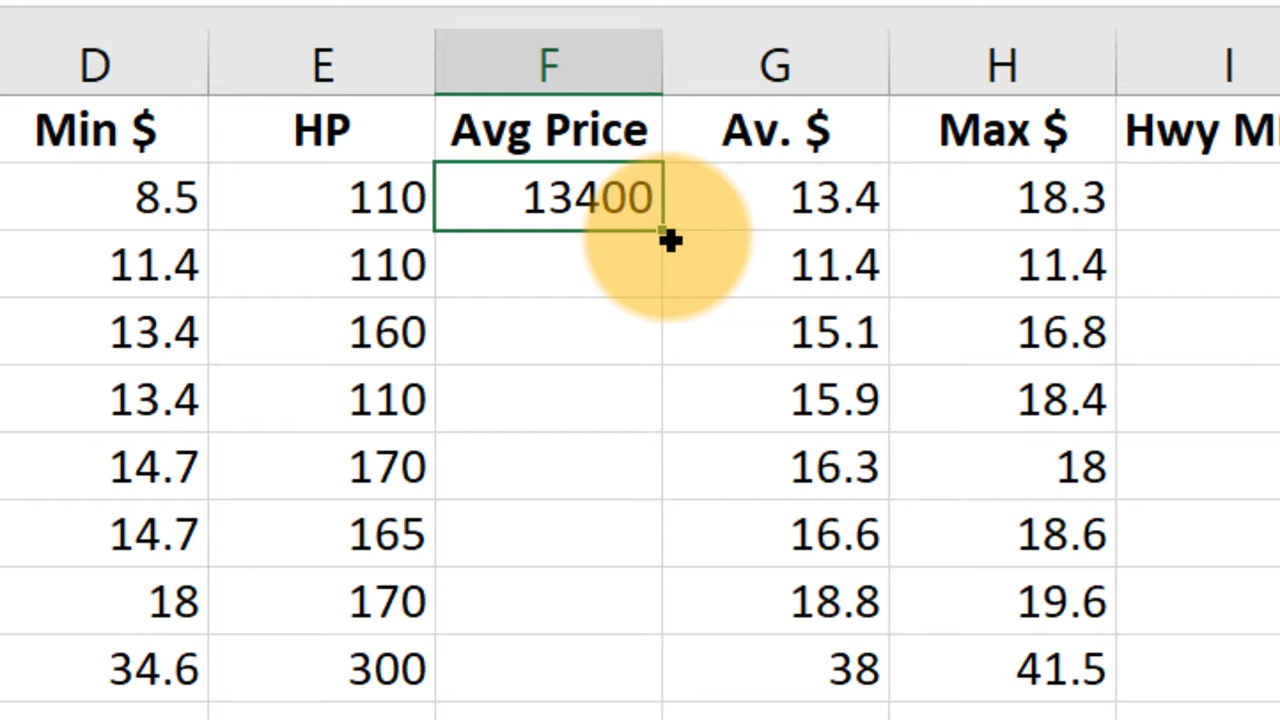 D E F G H I
Min $ HP Avg Price Av. $ Max $ Hwy
8.5 110 13400 13.4 18.3
11.4 110 11.4 11.4
13.4 160 15.1 16.8
13.4 110 15.9 18.4
14.7 170 16.3 18
14.7 165 16.6 18.6
18 170 18.8 19.6
34.6 300 38 41.5